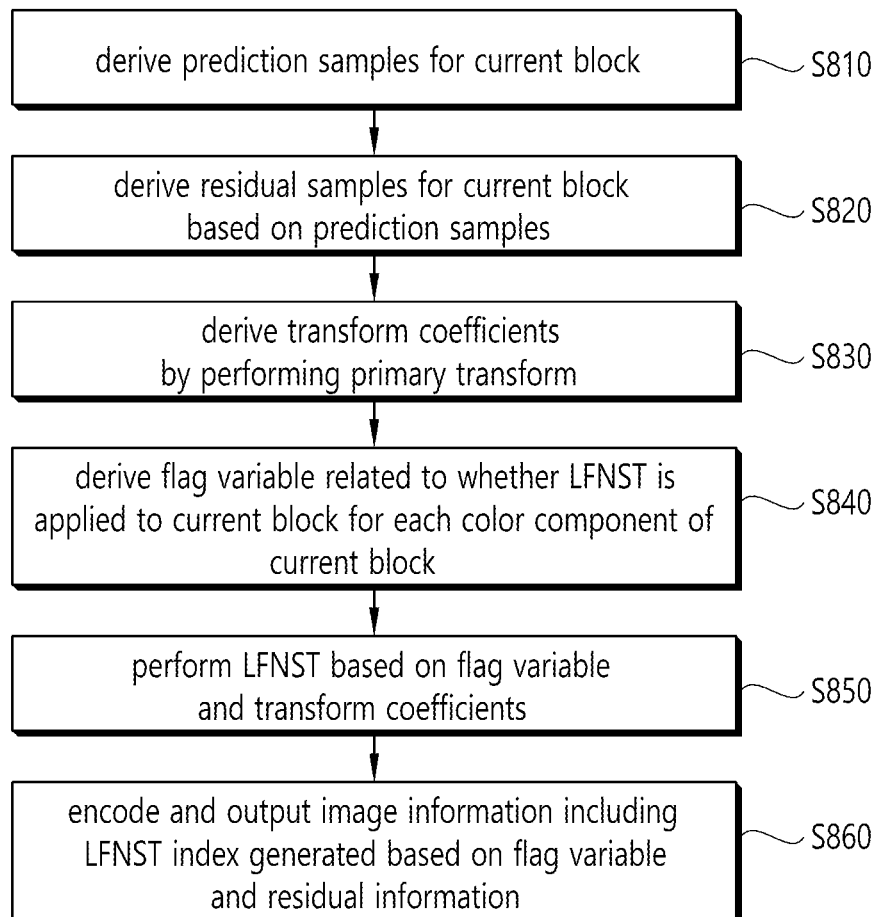 derive prediction samples for current block
S810
derive residual samples for current block
based on prediction samples
S820
derive transform coefficients
by performing primary transform
S830
derive flag variable related to whether LFNST is
applied to current block for each color component of
current block
S840
perform LFNST based on flag variable
and transform coefficients
S850
encode and output image information including
LFNST index generated based on flag variable
and residual information
S860